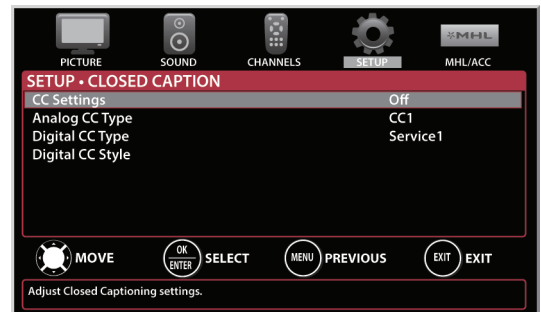 MHL
PICTURE SOUND CHANNELS SETUP MHL/ACC
SETUP • CLOSED CAPTION
CC Settings Off
Analog CC Type CC1
Digital CC Type Service1
Digital CC Style
MOVE OK/ENTER SELECT MENU PREVIOUS EXIT EXIT
Adjust Closed Captioning settings.